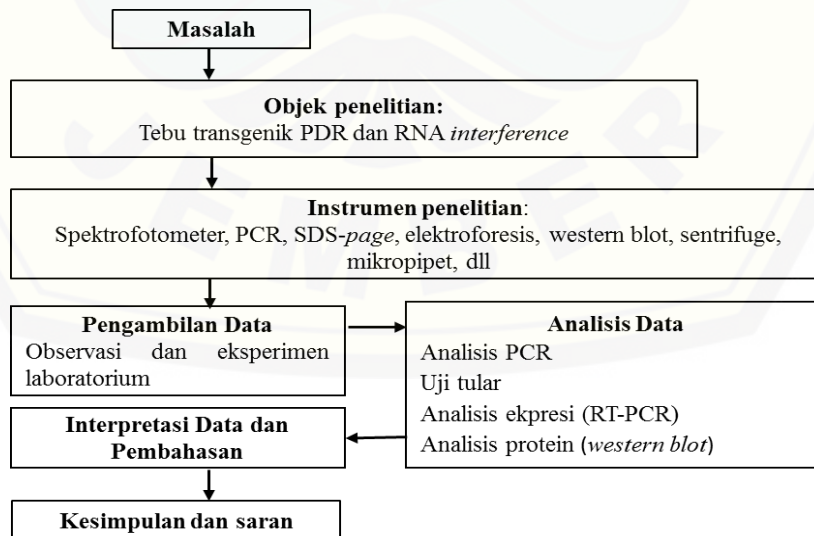 Masalah
Objek penelitian:
Tebu transgenik PDR dan RNA interference
Instrumen penelitian:
Spektrofotometer, PCR, SDS-page, elektroforesis, western blot, sentrifuge,
mikropipet, dll
Pengambilan Data
Observasi dan eksperimen
laboratorium
Analisis Data
Analisis PCR
Uji tular
Analisis ekpresi (RT-PCR)
Analisis protein (western blot)
Interpretasi Data dan
Pembahasan
Kesimpulan dan saran
JEMBER